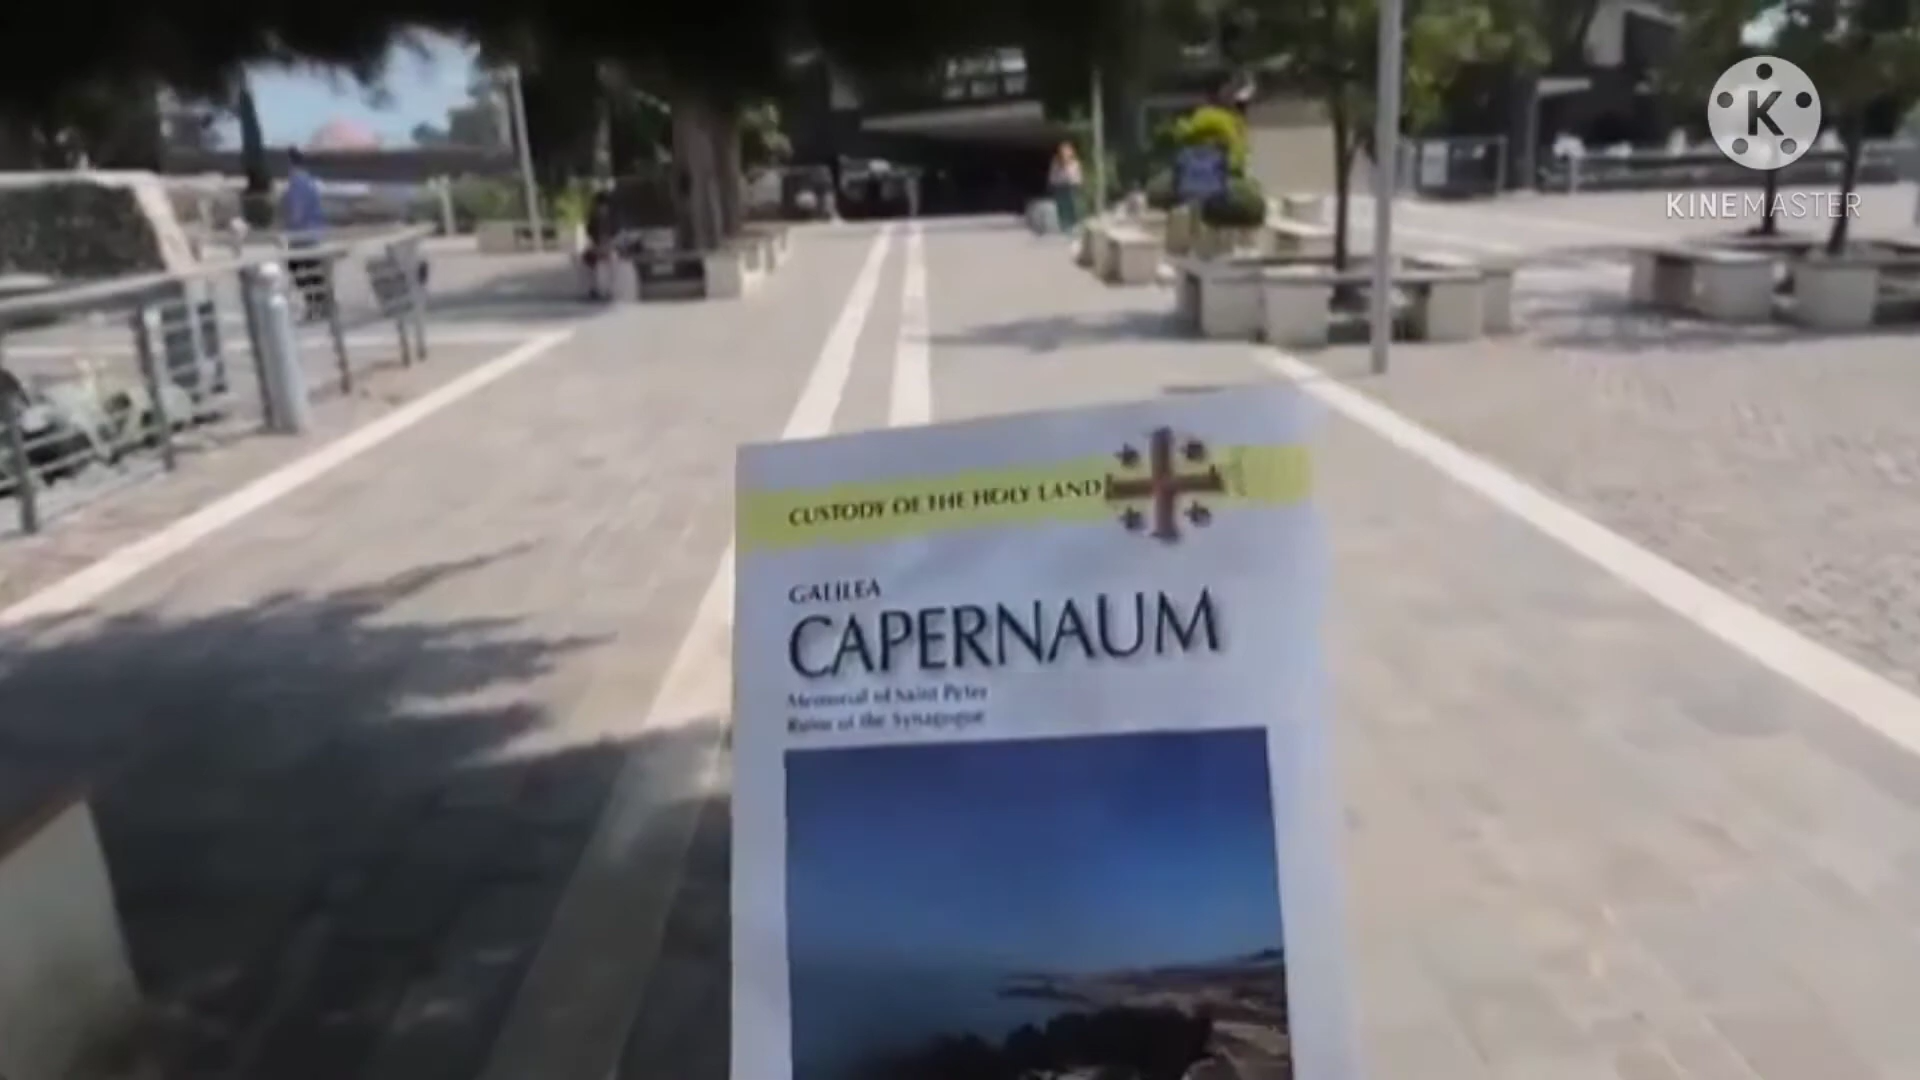 K
KINEMASTER
CUSTODY OF THE HOLY LAND
GALILEA
CAPERNAUM
Memorial of Saint Peter
Ruins of the Synagogue